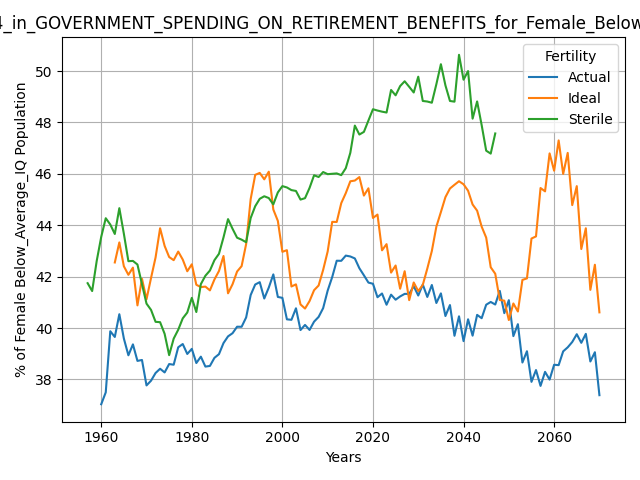 _in_GOVERNMENT_SPENDING_ON_RETIREMENT_BENEFITS_for_Female_Below
Fertility
Actual
Ideal
Sterile
% of Female Below_Average_IQ Population
50
48
46
44
42
40
38
1960
1980
2000
2020
2040
2060
Years